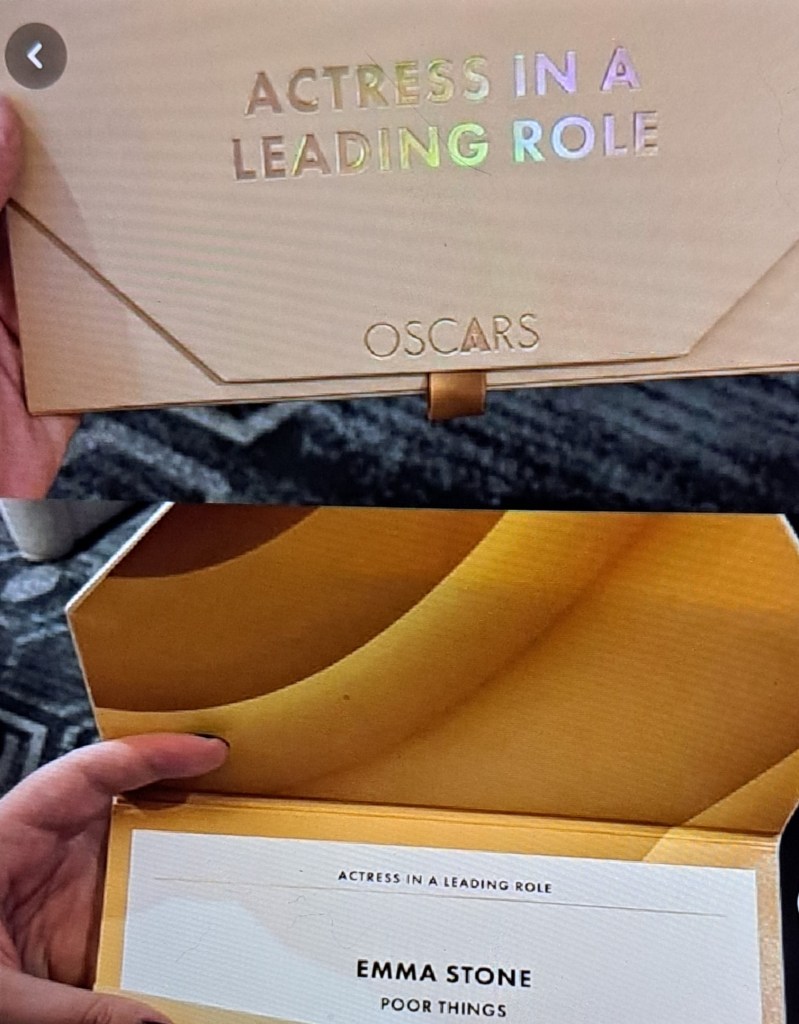 ACTRESS IN A
LEADING ROLE
OSCARS
ACTRESS IN A LEADING ROLE
EMMA STONE
POOR THINGS